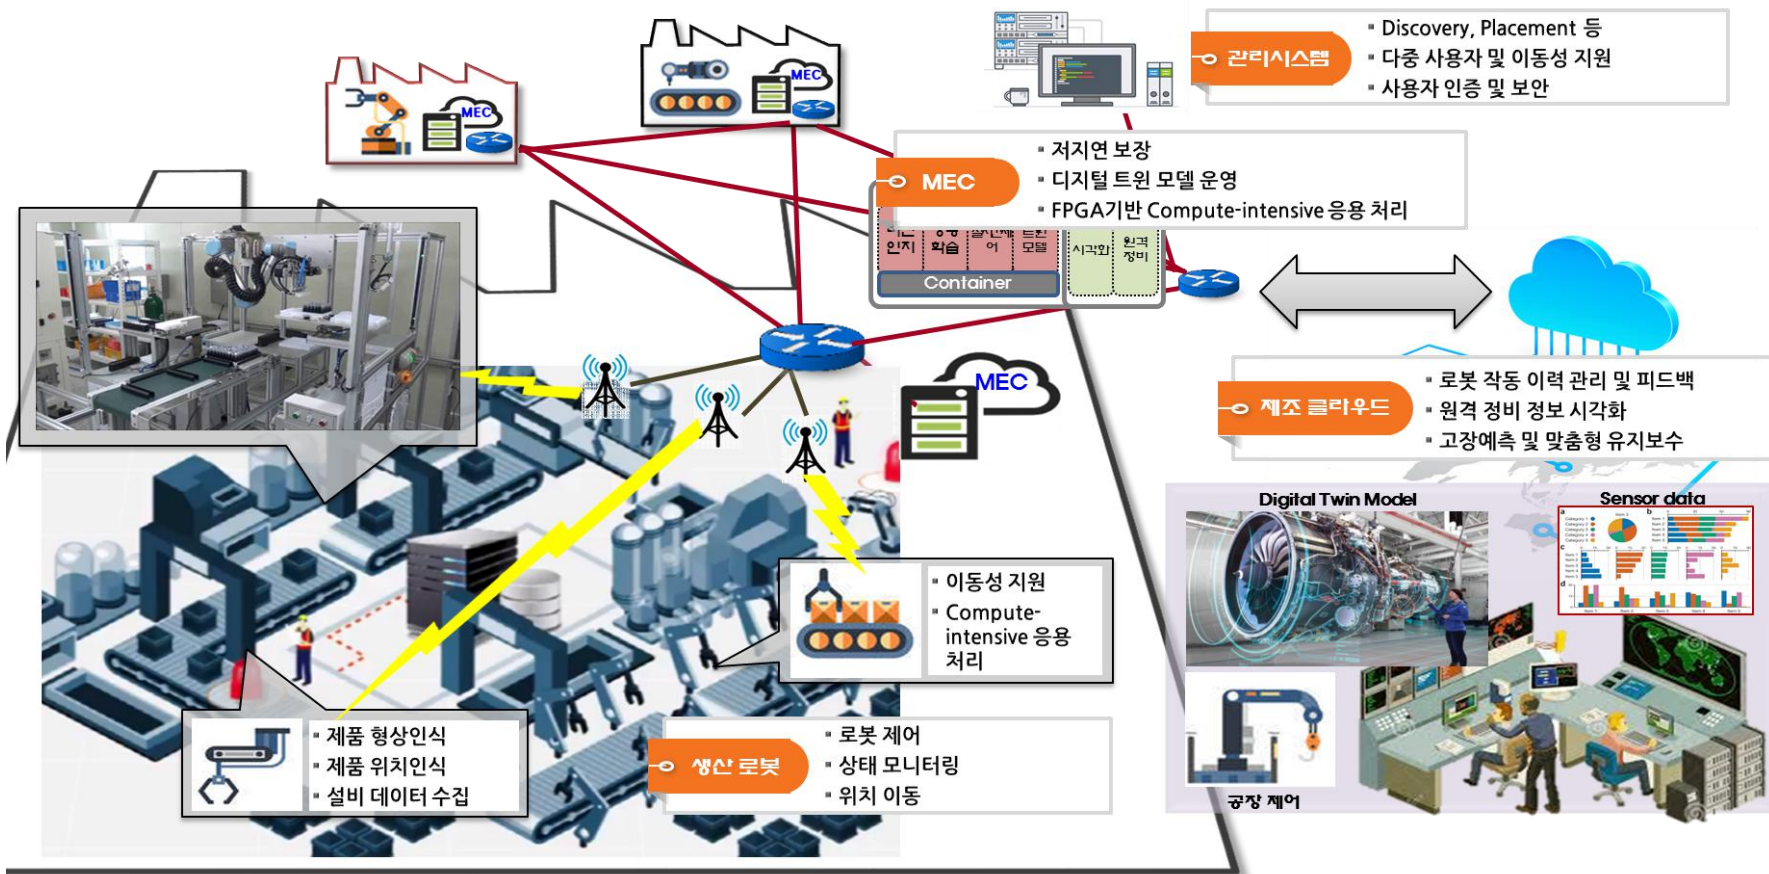 관리시스템
Discovery, Placement 등
다중 사용자 및 이동성 지원
사용자 인증 및 보안
MEC
MEC
MEC
저지연 보장
디지털 트윈 모델 운영
FPGA기반 Compute-intensive 응용 처리
인지
학습
어
모델
시각화
원격
정비
Container
MEC
제조 클라우드
로봇 작동 이력 관리 및 피드백
원격 정비 정보 시각화
고장예측 및 맞춤형 유지보수
Digital Twin Model
Sensor data
이동성 지원
Compute-
intensive 응용
처리
제품 형상인식
제품 위치인식
설비 데이터 수집
생산 로봇
로봇 제어
상태 모니터링
위치 이동
공장 제어